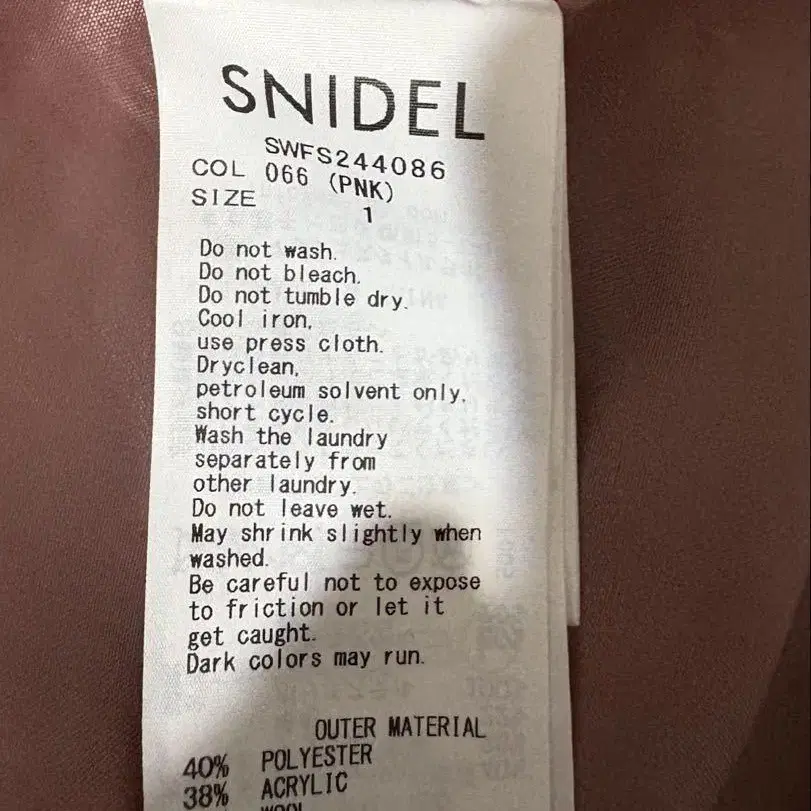 SNIDEL
SWFS244086
COL 066 (PNK)
SIZE 1
Do not wash.
Do not bleach.
Do not tumble dry.
Cool iron,
use press cloth.
Dryclean,
petroleum solvent only,
short cycle.
Wash the laundry
separately from
other laundry.
Do not leave wet.
May shrink slightly when
washed.
Be careful not to expose
to friction or let it
get caught.
Dark colors may run.
OUTER MATERIAL
40% POLYESTER
38% ACRYLIC
WOOL